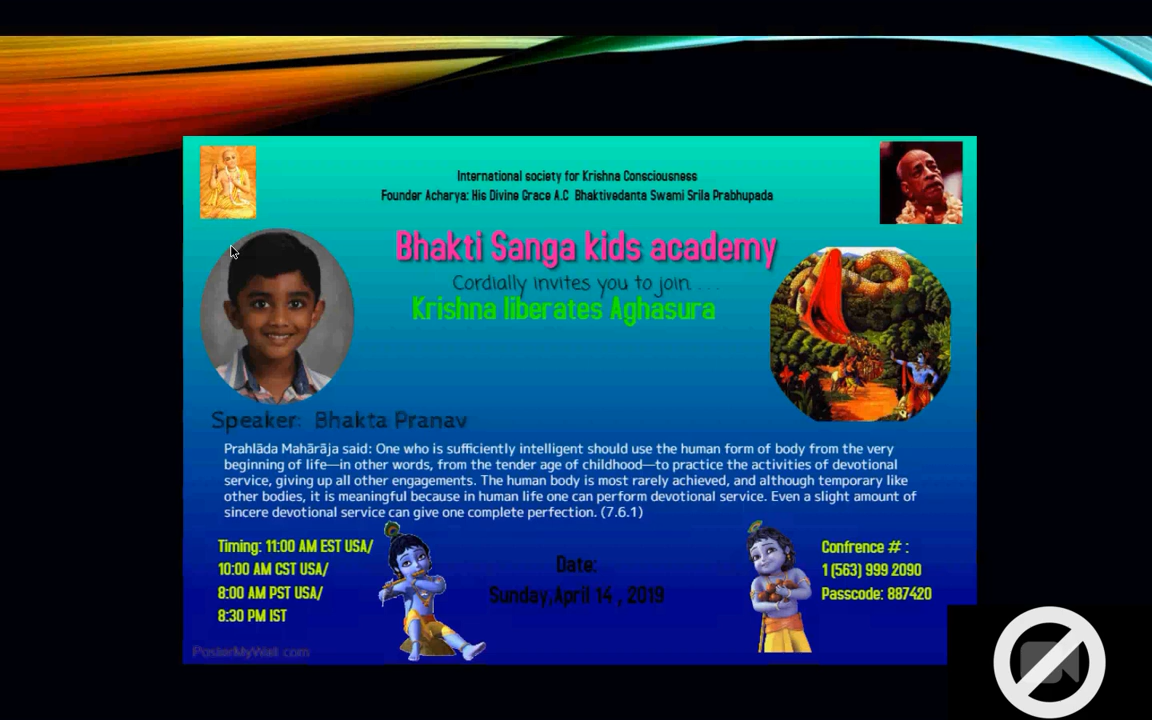 International society for Krishna Consciousness
Founder Acharya: His Divine Grace A.C Bhaktivedanta Swami Srila Prabhupada
Bhakti Sanga kids academy
Cordially invites you to join . . .
Krishna liberates Aghasura
Speaker: Bhakta Pranav
Prahlāda Mahārāja said: One who is sufficiently intelligent should use the human form of body from the very
beginning of life—in other words, from the tender age of childhood—to practice the activities of devotional
service, giving up all other engagements. The human body is most rarely achieved, and although temporary like
other bodies, it is meaningful because in human life one can perform devotional service. Even a slight amount of
sincere devotional service can give one complete perfection. (7.6.1)
Timing: 11:00 AM EST USA/
10:00 AM CST USA/
8:00 AM PST USA/
8:30 PM IST
Date:
Sunday,April 14 , 2019
Confrence # :
1 (563) 999 2090
Passcode: 887420
PosterMyWall.com